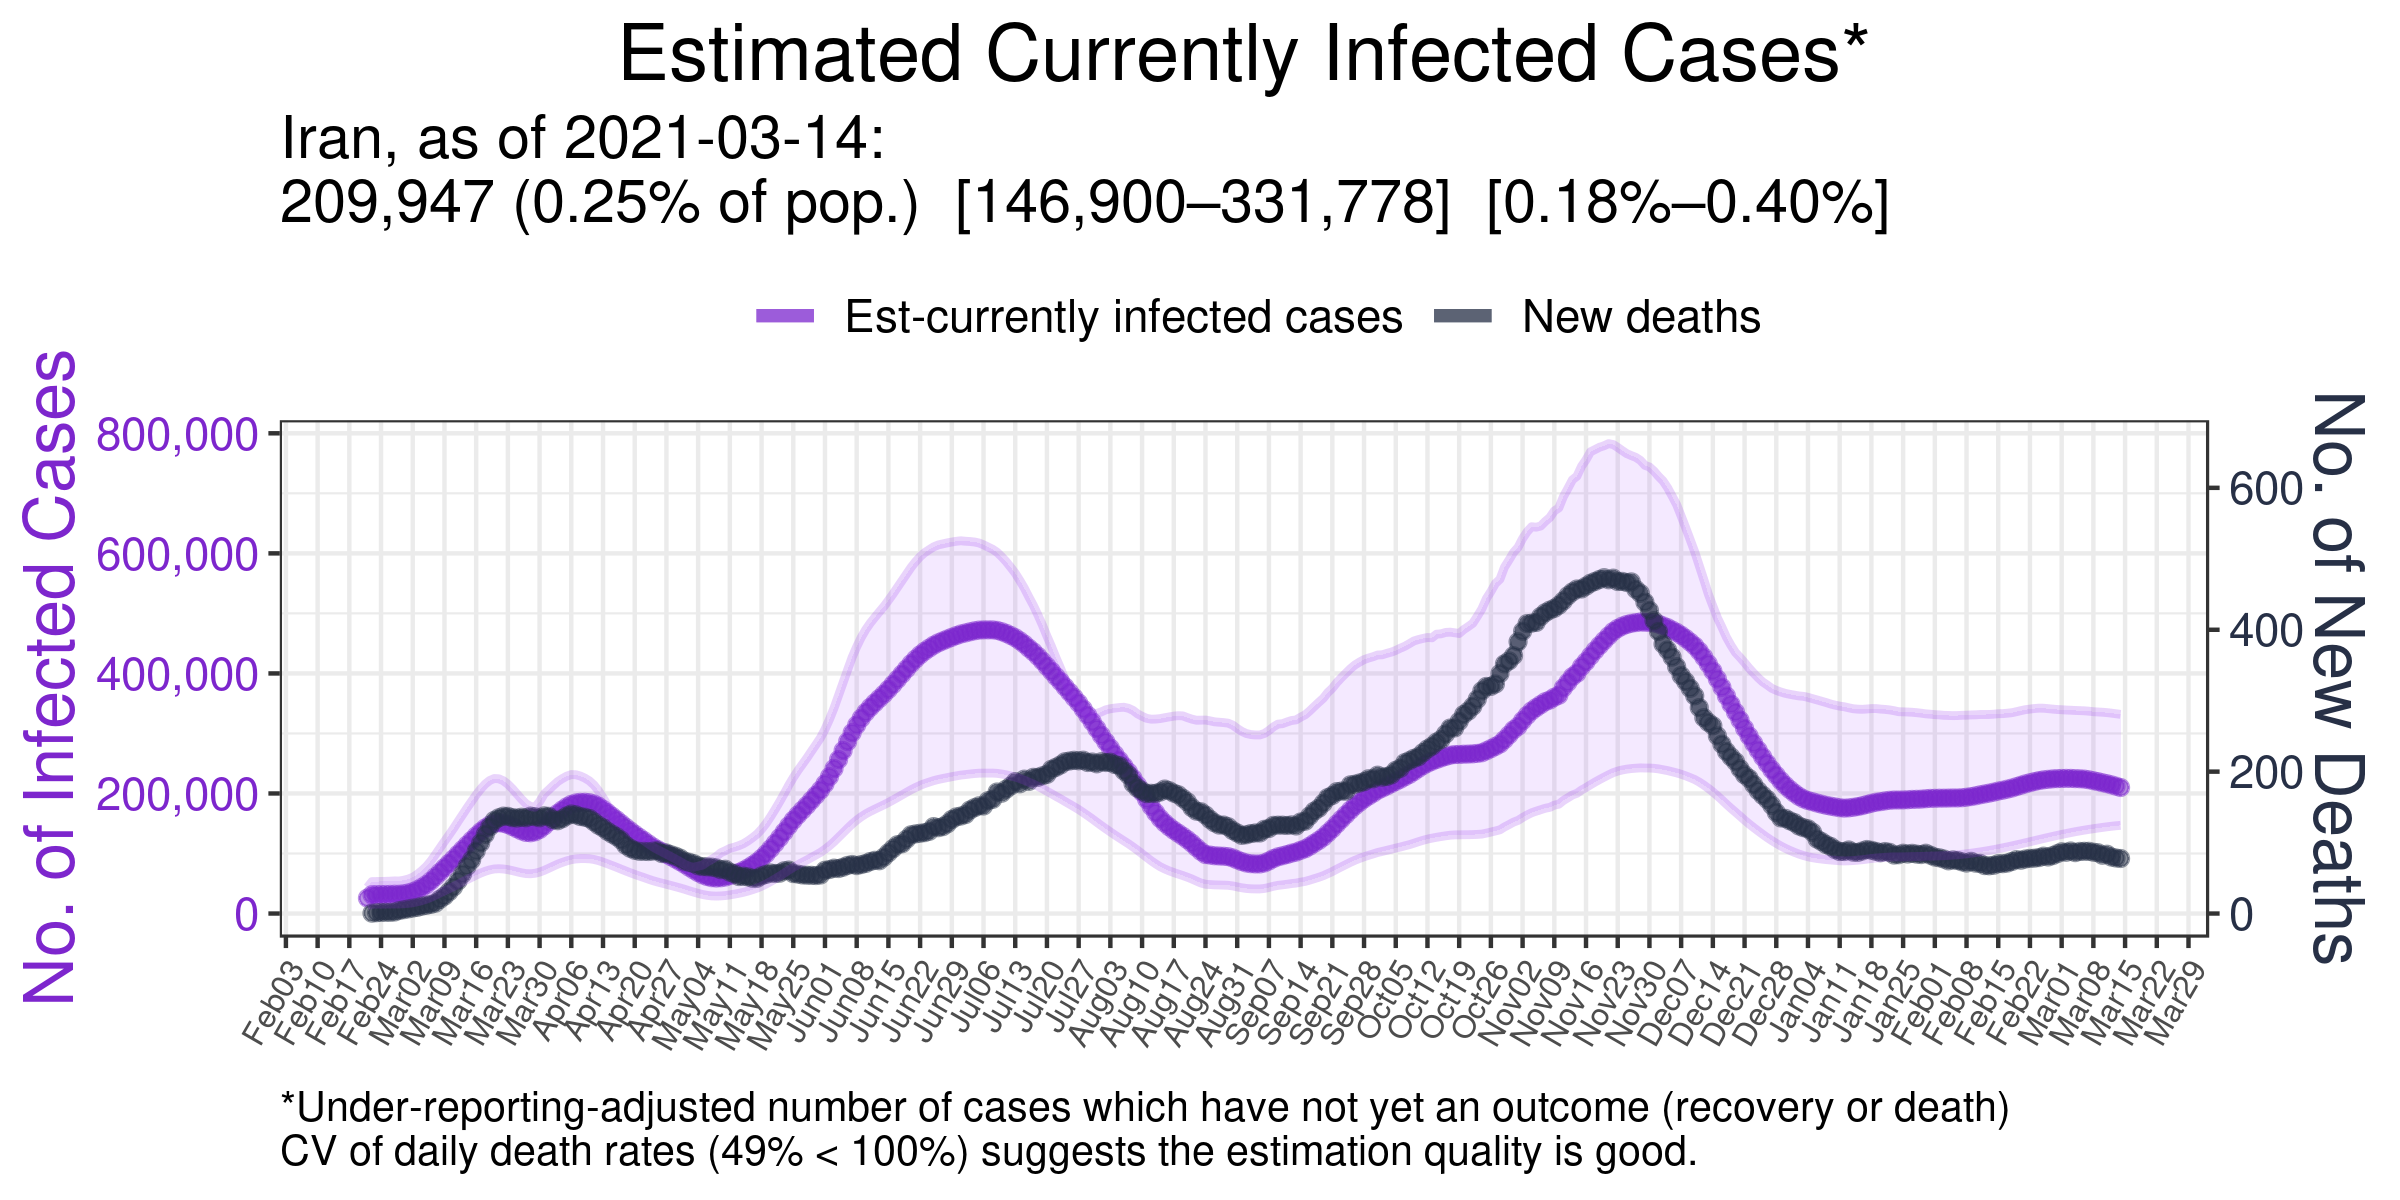 Estimated Currently Infected Cases*
Iran, as of 2021-03-14:
209,947 (0.25% of pop.) [146,900–331,778] [0.18%–0.40%]
Est-currently infected cases New deaths
No. of Infected Cases
800,000
600,000
400,000
200,000
0
600
400
200
0
No. of New Deaths
Feb03 Feb10 Feb17 Feb24 Mar02 Mar09 Mar16 Mar23 Mar30 Apr06 Apr13 Apr20 Apr27 May04 May11 May18 May25 Jun01 Jun08 Jun15 Jun22 Jun29 Jul06 Jul13 Jul20 Jul27 Aug03 Aug10 Aug17 Aug24 Aug31 Sep07 Sep14 Sep21 Sep28 Oct05 Oct12 Oct19 Oct26 Nov02 Nov09 Nov16 Nov23 Nov30 Dec07 Dec14 Dec21 Dec28 Jan04 Jan11 Jan18 Jan25 Feb01 Feb08 Feb15 Feb22 Mar01 Mar08 Mar15 Mar22 Mar29
*Under-reporting-adjusted number of cases which have not yet an outcome (recovery or death)
CV of daily death rates (49% < 100%) suggests the estimation quality is good.